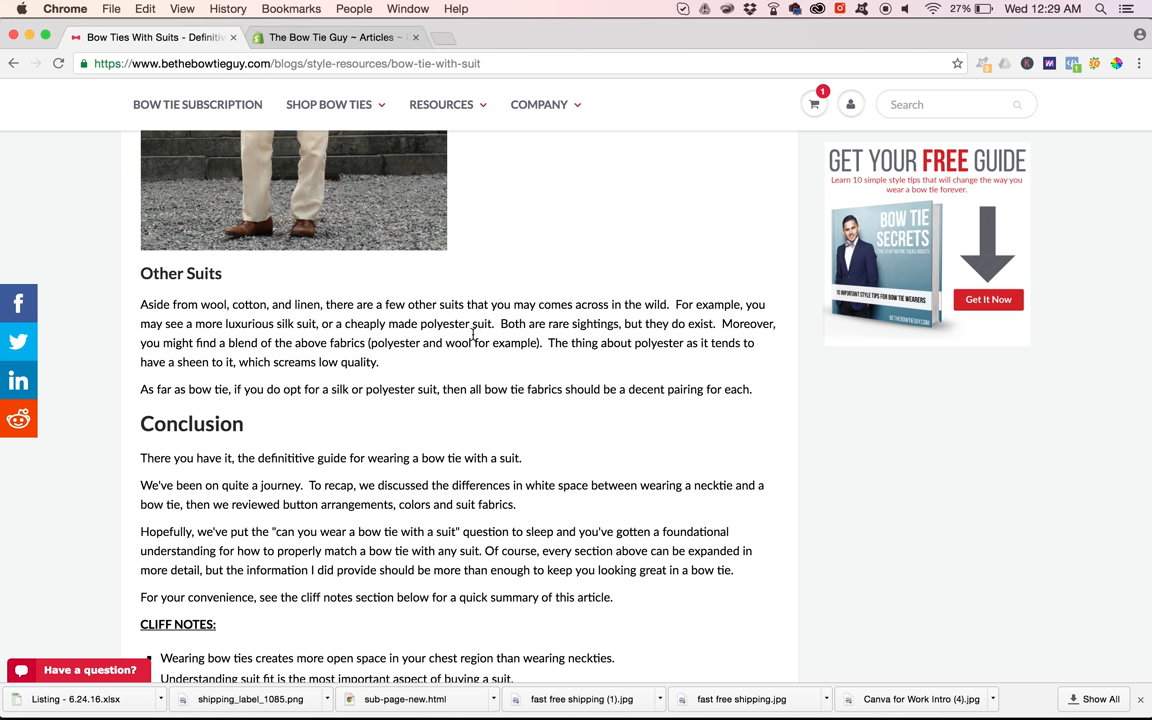 Chrome File Edit View History Bookmarks People Window Help 27% Wed 12:29 AM
Bow Ties With Suits - Definitiv
The Bow Tie Guy ~ Articles ~
https://www.bethebowtieguy.com/blogs/style-resources/bow-tie-with-suit
BOW TIE SUBSCRIPTION SHOP BOW TIES RESOURCES COMPANY 1 Search
GET YOUR FREE GUIDE
Learn 10 simple style tips that will change the way you
wear a bow tie forever.
BOW TIE
SECRETS
10 IMPORTANT STYLE TIPS FOR BOW TIE WEARERS
BETHEBOWTIEGUY.COM
Get It Now
Other Suits
Aside from wool, cotton, and linen, there are a few other suits that you may comes across in the wild. For example, you
may see a more luxurious silk suit, or a cheaply made polyester suit. Both are rare sightings, but they do exist. Moreover,
you might find a blend of the above fabrics (polyester and wool for example). The thing about polyester as it tends to
have a sheen to it, which screams low quality.
As far as bow tie, if you do opt for a silk or polyester suit, then all bow tie fabrics should be a decent pairing for each.
Conclusion
There you have it, the definititive guide for wearing a bow tie with a suit.
We've been on quite a journey. To recap, we discussed the differences in white space between wearing a necktie and a
bow tie, then we reviewed button arrangements, colors and suit fabrics.
Hopefully, we've put the "can you wear a bow tie with a suit" question to sleep and you've gotten a foundational
understanding for how to properly match a bow tie with any suit. Of course, every section above can be expanded in
more detail, but the information I did provide should be more than enough to keep you looking great in a bow tie.
For your convenience, see the cliff notes section below for a quick summary of this article.
CLIFF NOTES:
Wearing bow ties creates more open space in your chest region than wearing neckties.
Understanding suit fit is the most important aspect of buying a suit.
Have a question?
Listing - 6.24.16.xlsx shipping_label_1085.png sub-page-new.html fast free shipping (1).jpg fast free shipping.jpg Canva for Work Intro (4).jpg Show All